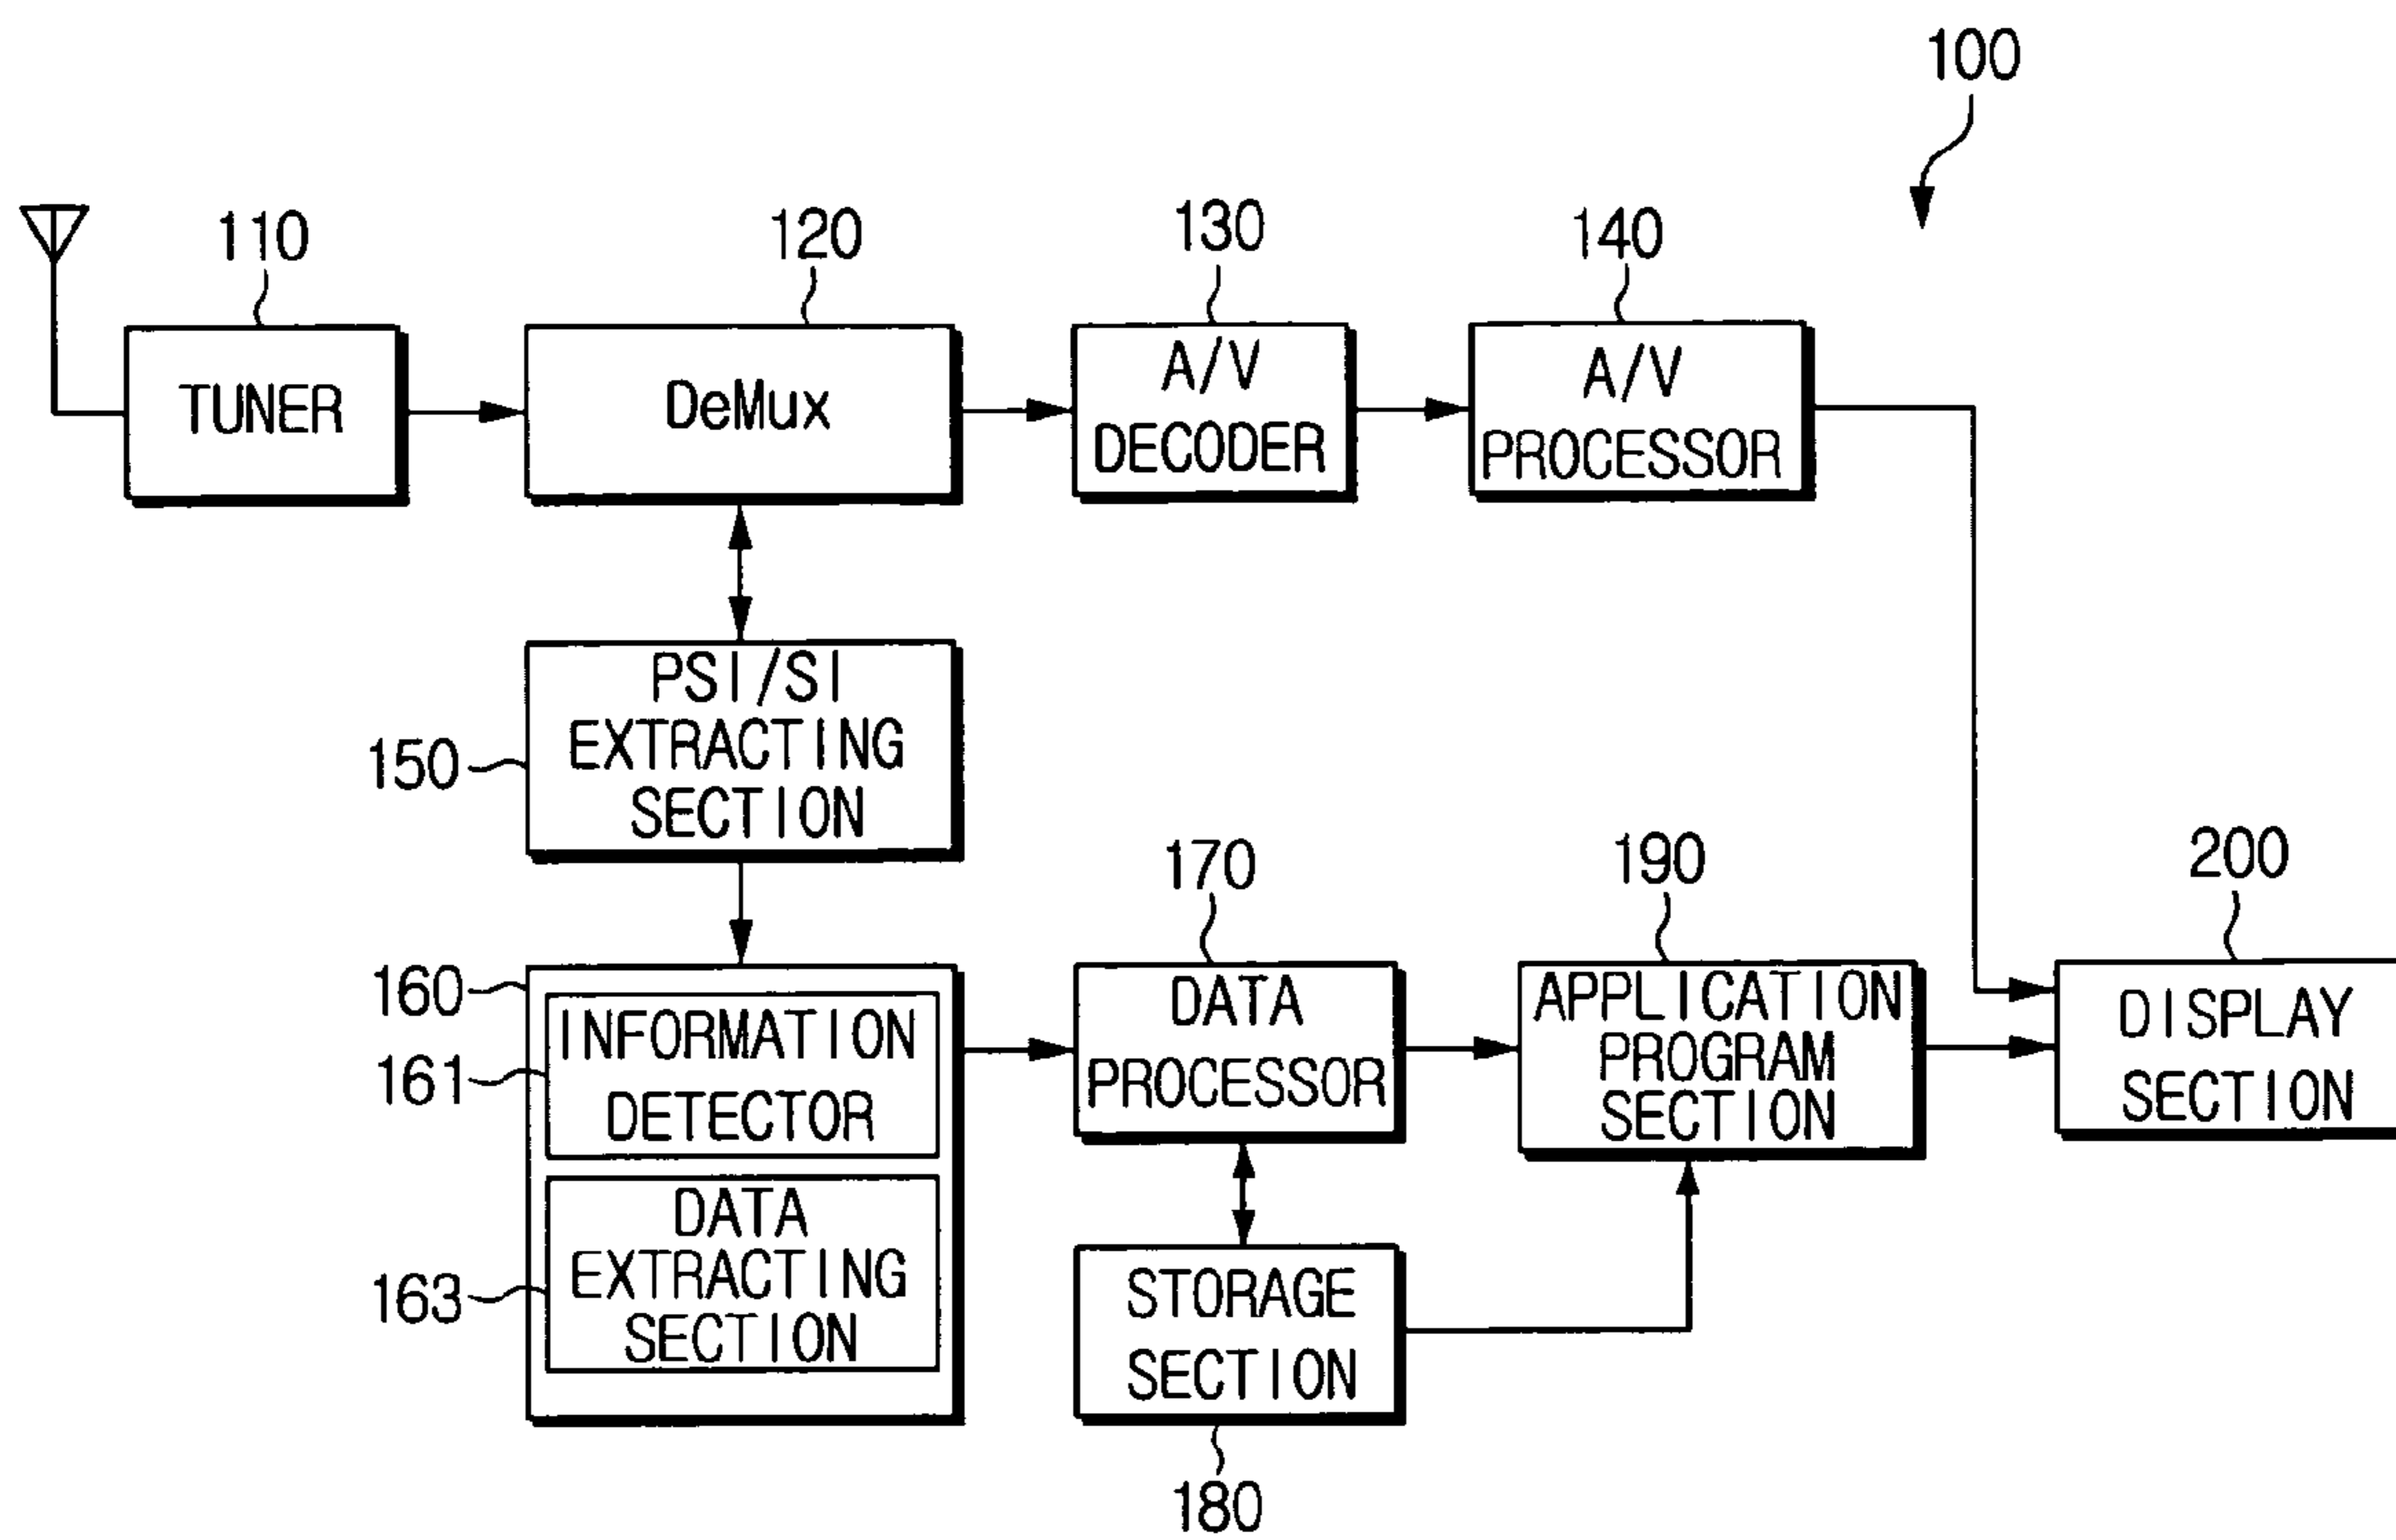 100
110
120
130
140
TUNER
DeMux
A/V
DECODER
A/V
PROCESSOR
150
PSI/SI
EXTRACTING
SECTION
160
161
INFORMATION
DETECTOR
163
DATA
EXTRACTING
SECTION
170
DATA
PROCESSOR
190
APPLICATION
PROGRAM
SECTION
200
DISPLAY
SECTION
STORAGE
SECTION
180